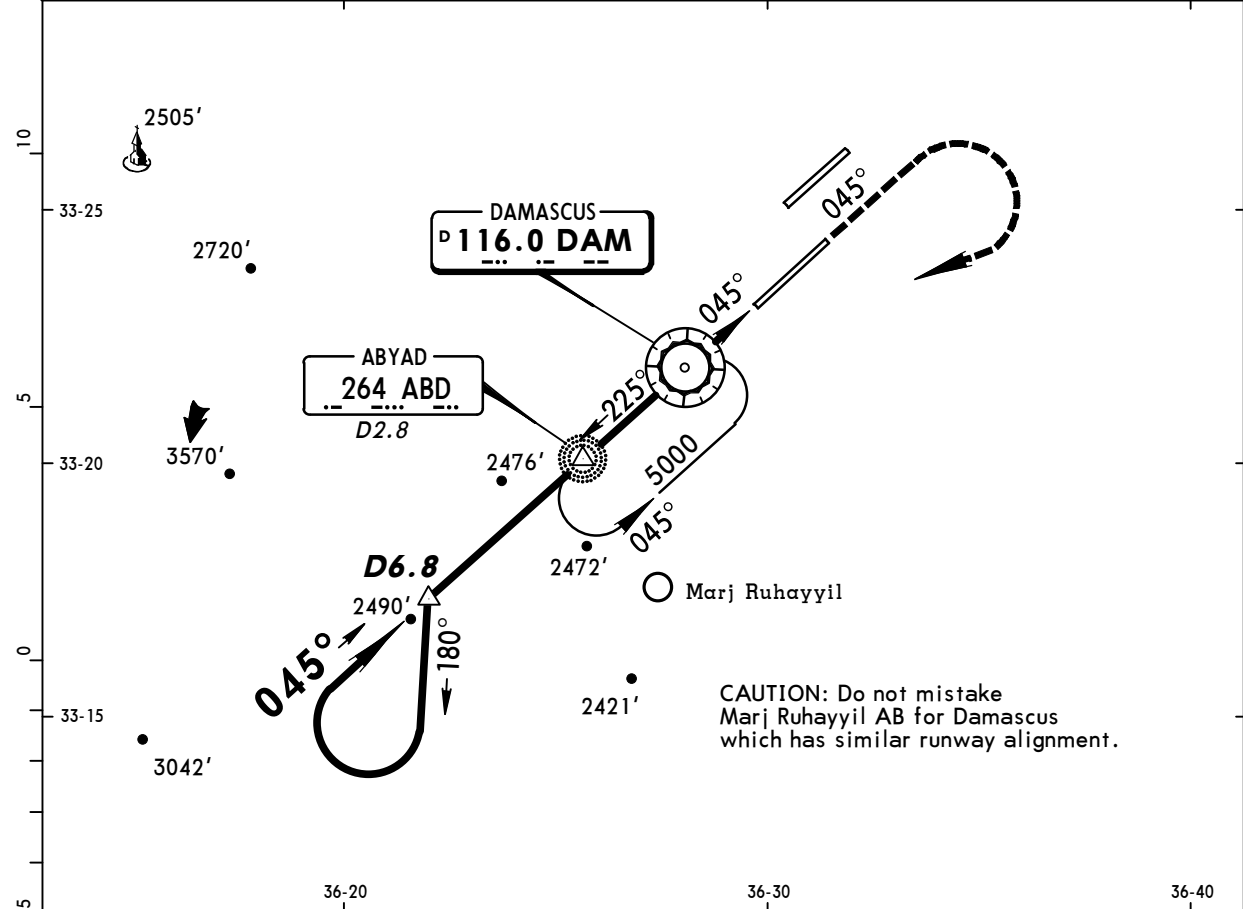 2505'
10
33-25
DAMASCUS
D 116.0 DAM
045°
2720'
045°
ABYAD
264 ABD
D2.8
225°
5
3570'
33-20
2476'
5000
045°
2472'
D6.8
2490'
Marj Ruhayyil
180°
045°
0
2421'
CAUTION: Do not mistake
Marj Ruhayyil AB for Damascus
which has similar runway alignment.
33-15
3042'
36-20
36-30
36-40
5